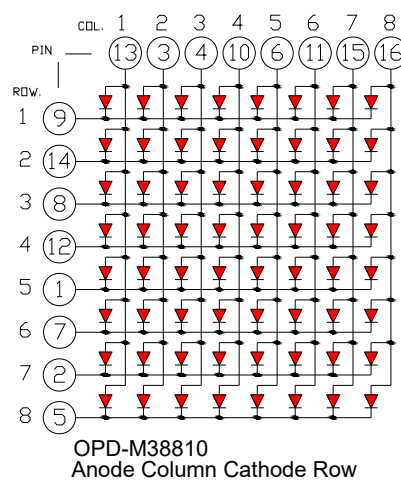 COL. 1 2 3 4 5 6 7 8
PIN 13 3 4 10 6 11 15 16
ROW.
1 9
2 14
3 8
4 12
5 1
6 7
7 2
8 5
OPD-M38810
Anode Column Cathode Row